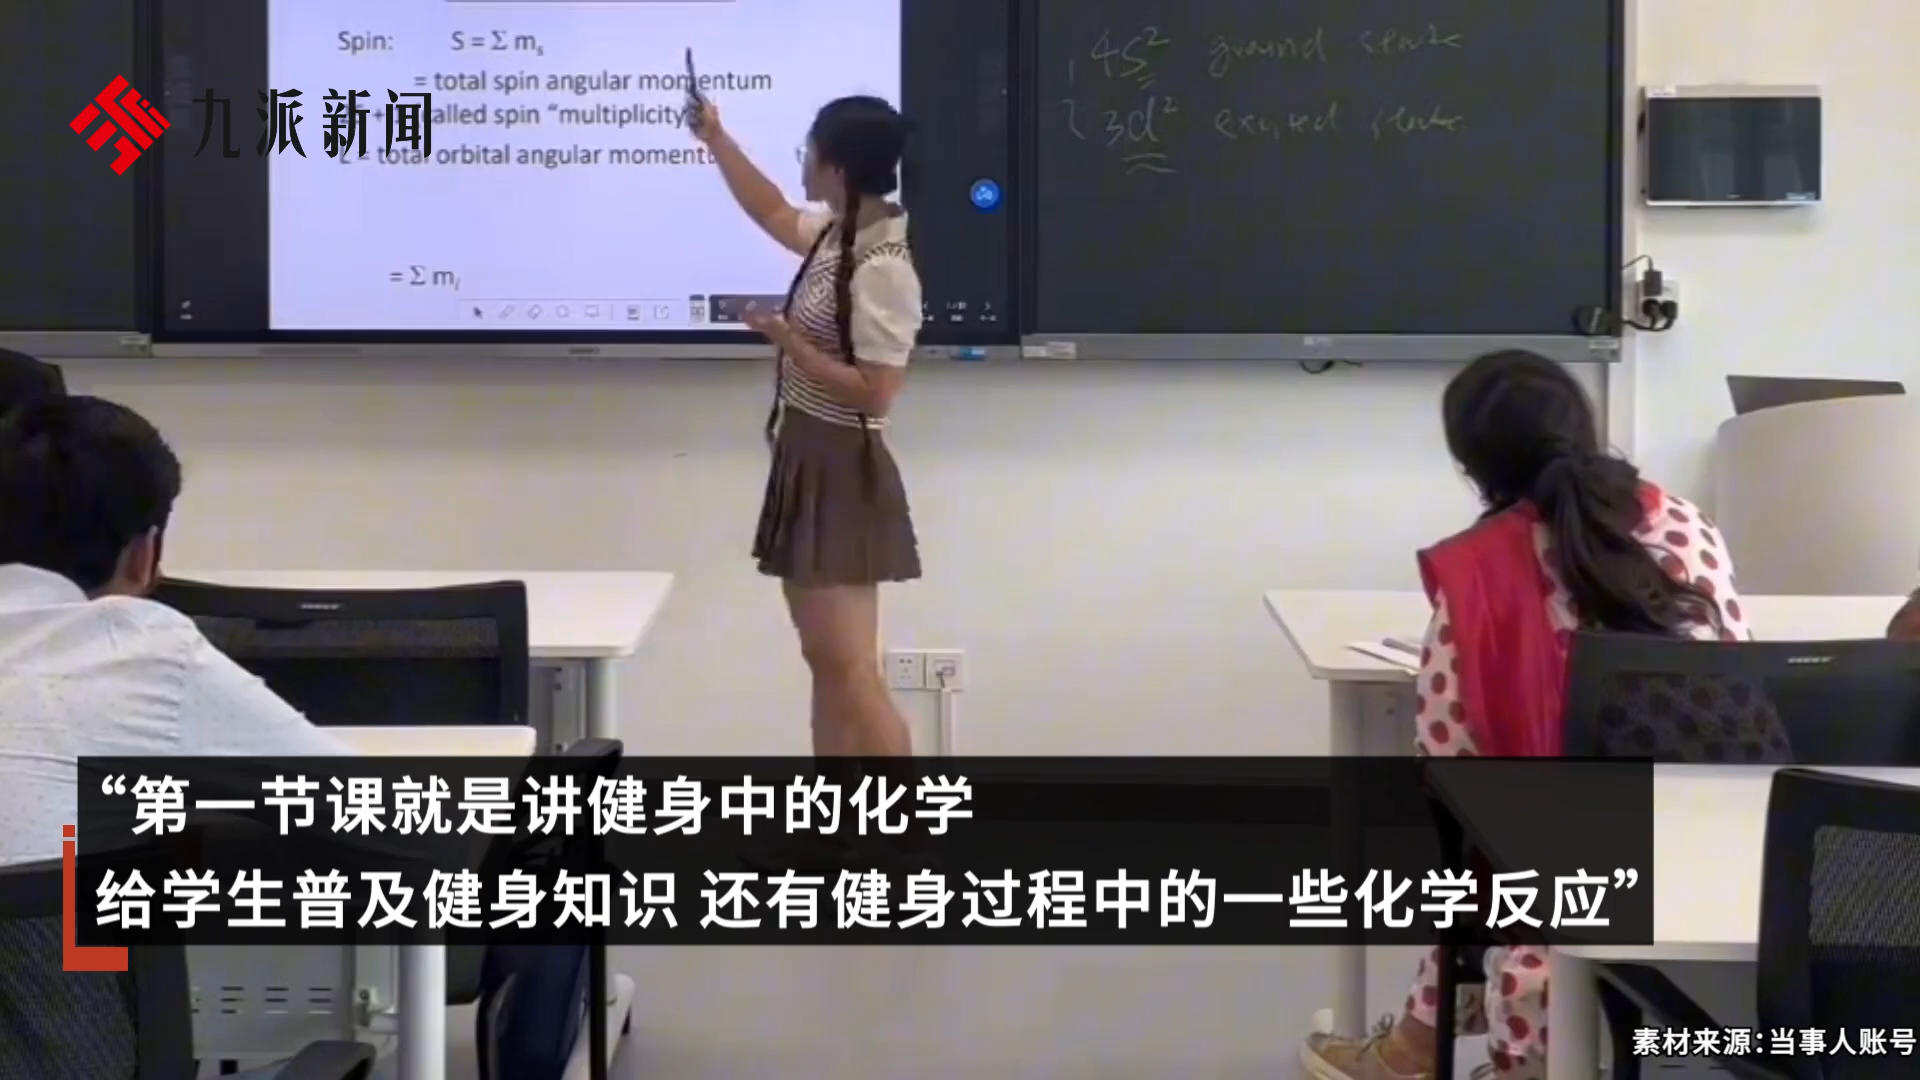 Spin: S = Σ ms
= total spin angular momentum
九派新闻
called spin “multiplicity”
L = total orbital angular
= Σ ml
4s² ground state
3d² excited state
“第一节课就是讲健身中的化学
给学生普及健身知识 还有健身过程中的一些化学反应”
素材来源:当事人账号